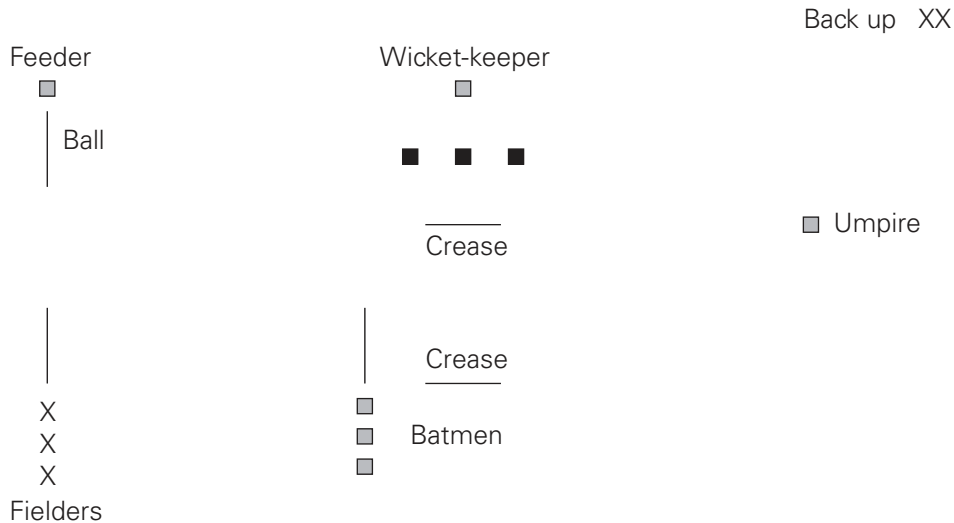 Back up XX
Feeder
Wicket-keeper
Ball
Umpire
Crease
Crease
X
Batmen
X
X
Fielders